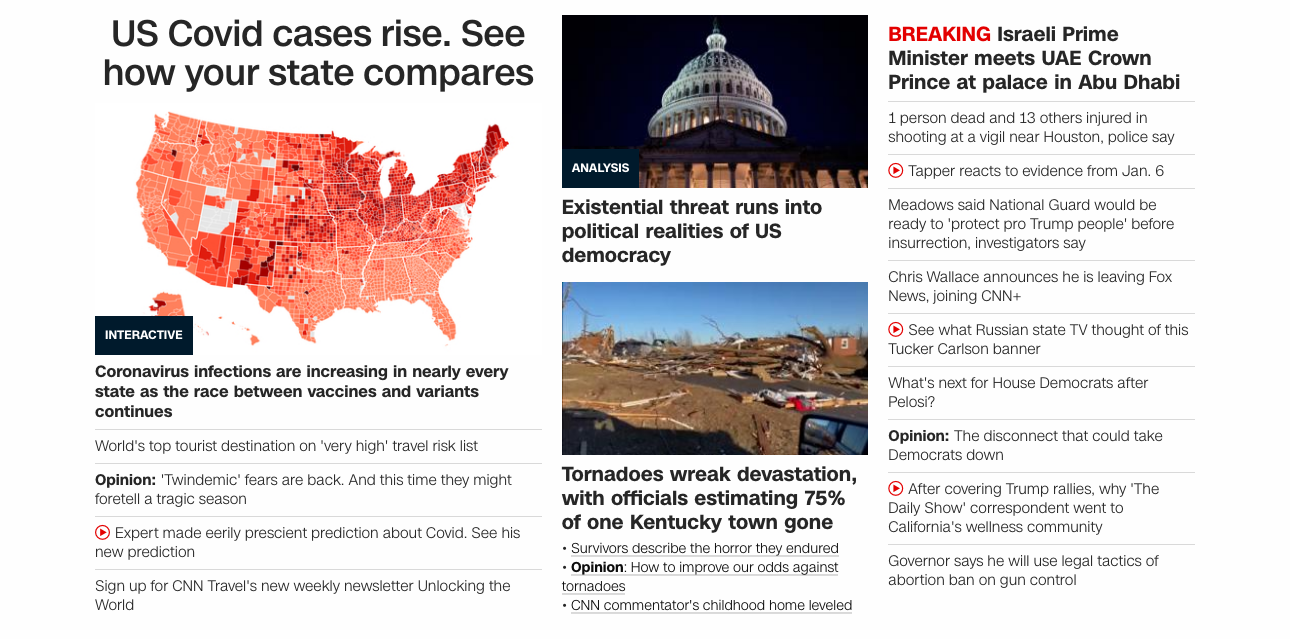 US Covid cases rise. See
how your state compares
INTERACTIVE
Coronavirus infections are increasing in nearly every
state as the race between vaccines and variants
continues
World's top tourist destination on 'very high' travel risk list
Opinion: 'Twindemic' fears are back. And this time they might
foretell a tragic season
Expert made eerily prescient prediction about Covid. See his
new prediction
Sign up for CNN Travel's new weekly newsletter Unlocking the
World
ANALYSIS
Existential threat runs into
political realities of US
democracy
Tornadoes wreak devastation,
with officials estimating 75%
of one Kentucky town gone
• Survivors describe the horror they endured
• Opinion: How to improve our odds against
tornadoes
• CNN commentator's childhood home leveled
BREAKING Israeli Prime
Minister meets UAE Crown
Prince at palace in Abu Dhabi
1 person dead and 13 others injured in
shooting at a vigil near Houston, police say
Tapper reacts to evidence from Jan. 6
Meadows said National Guard would be
ready to 'protect pro Trump people' before
insurrection, investigators say
Chris Wallace announces he is leaving Fox
News, joining CNN+
See what Russian state TV thought of this
Tucker Carlson banner
What's next for House Democrats after
Pelosi?
Opinion: The disconnect that could take
Democrats down
After covering Trump rallies, why 'The
Daily Show' correspondent went to
California's wellness community
Governor says he will use legal tactics of
abortion ban on gun control